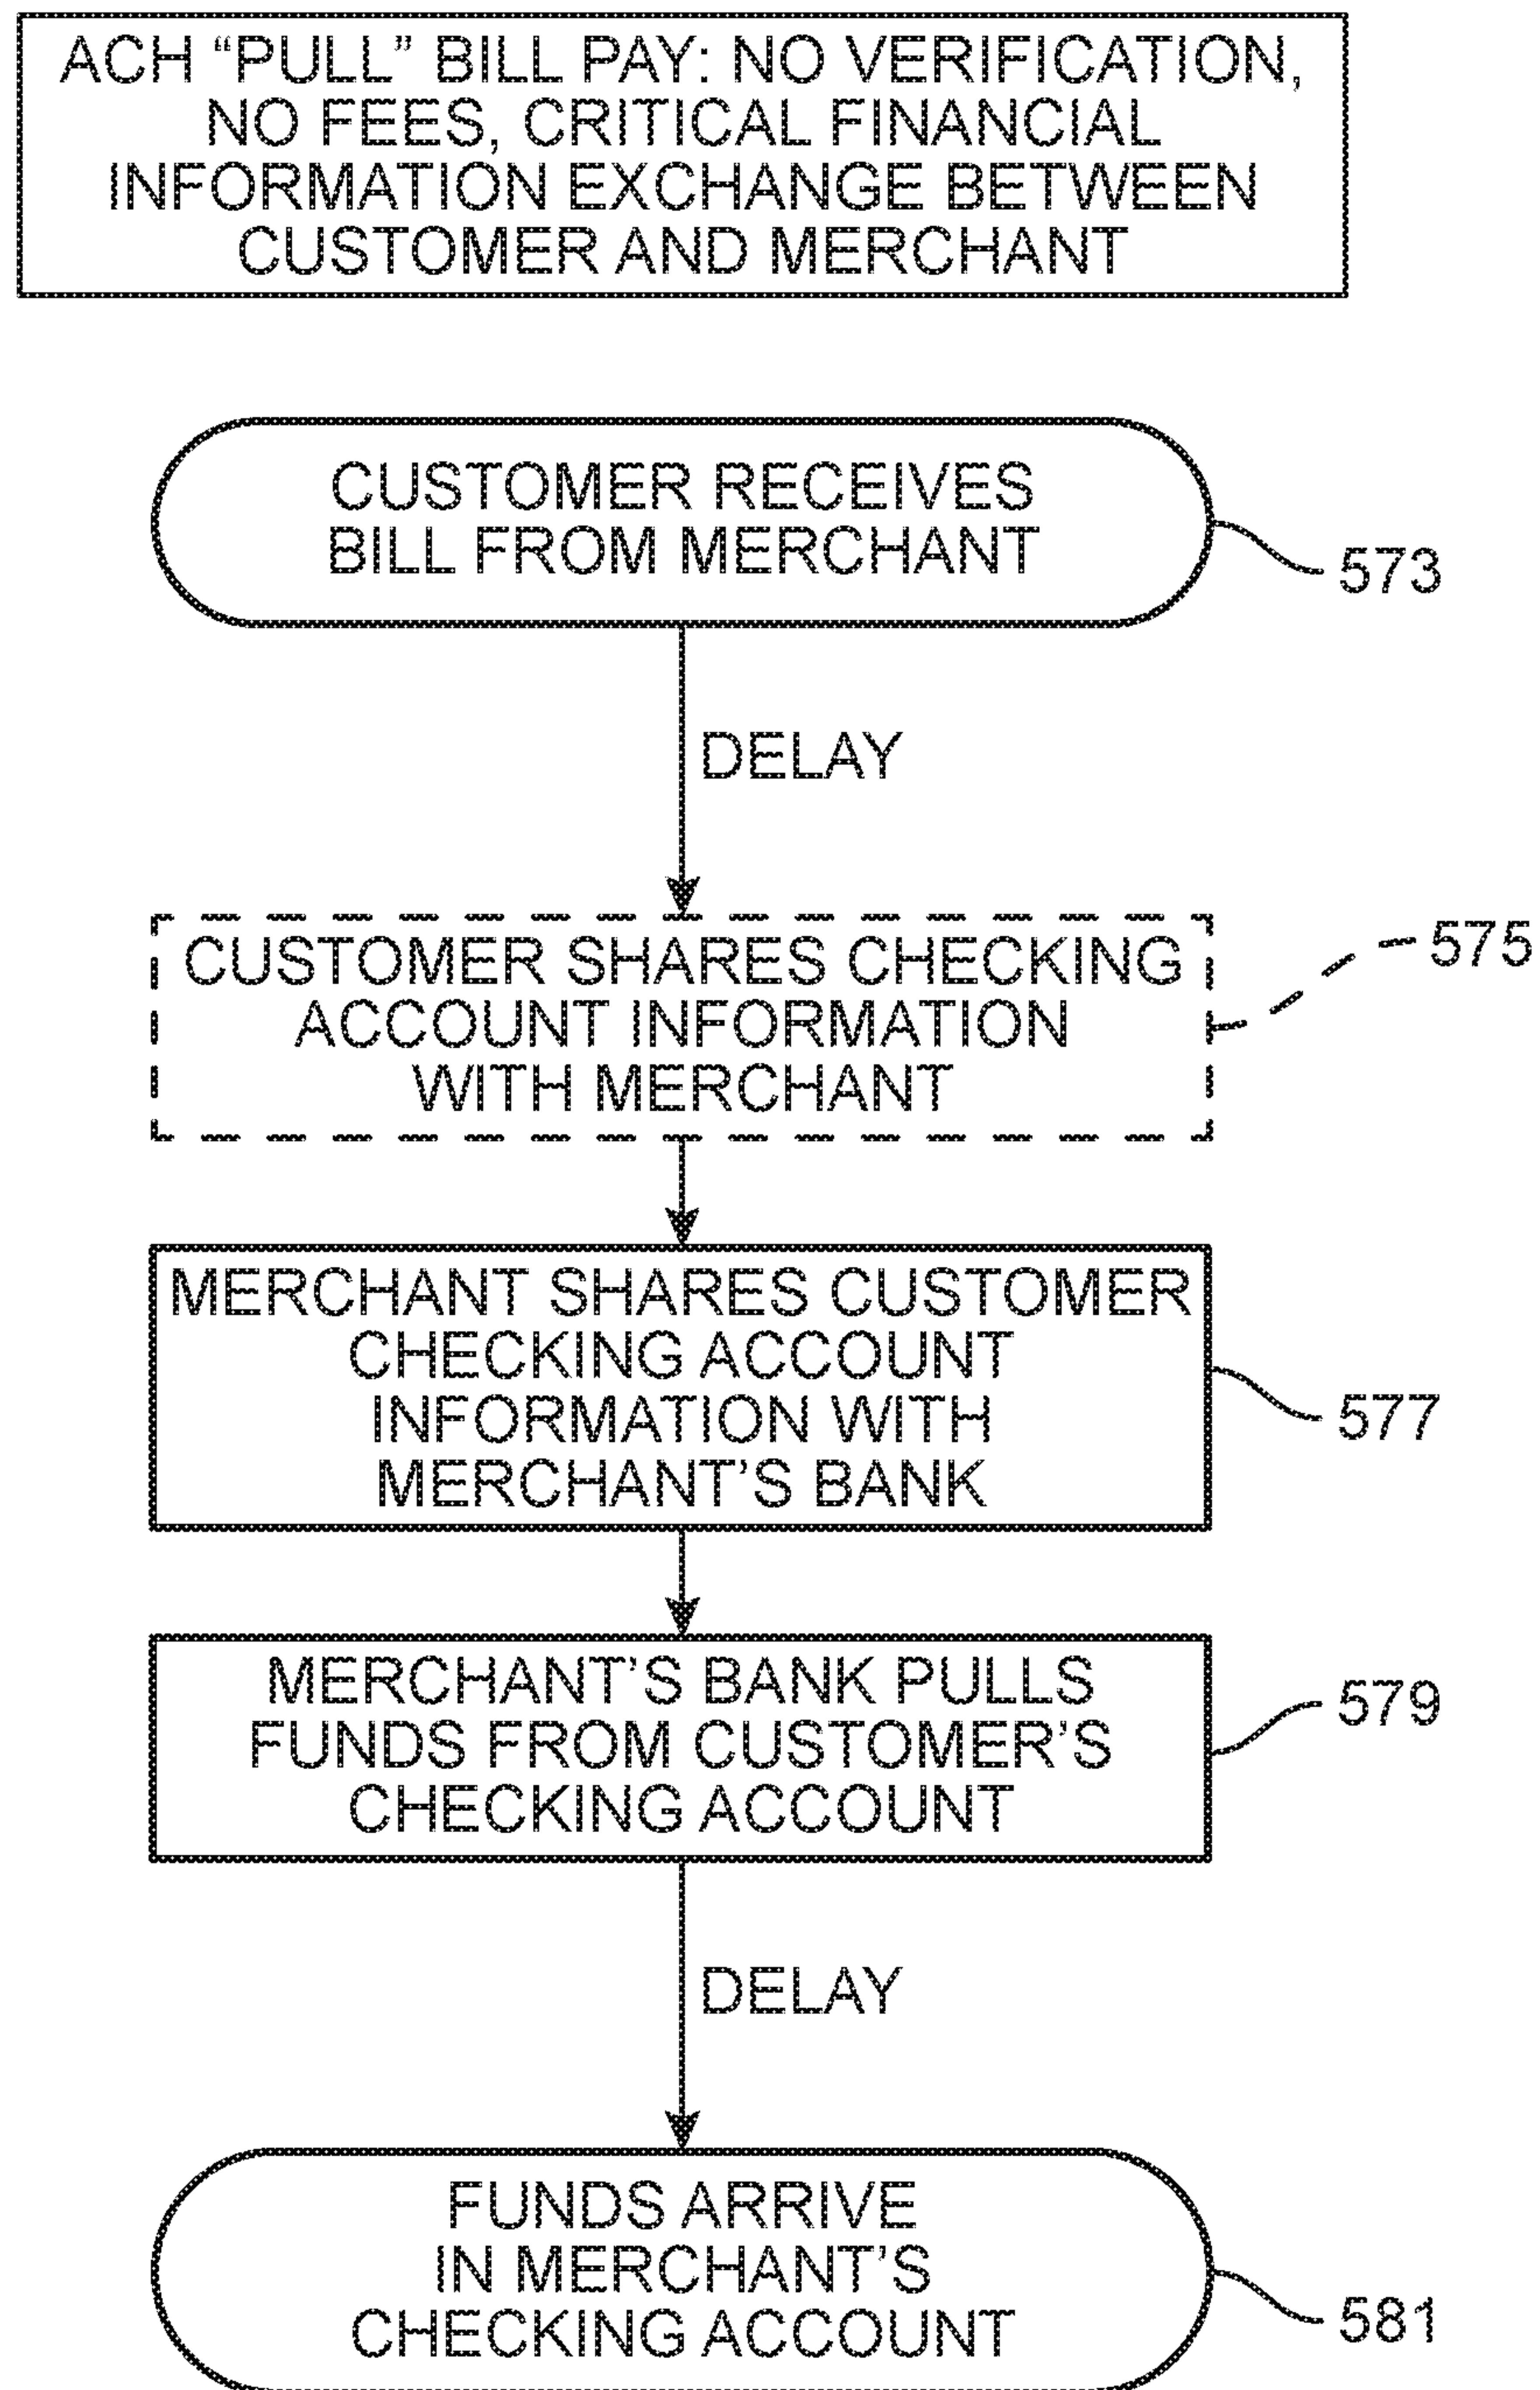 ACH “PULL” BILL PAY: NO VERIFICATION,
NO FEES, CRITICAL FINANCIAL
INFORMATION EXCHANGE BETWEEN
CUSTOMER AND MERCHANT
CUSTOMER RECEIVES
BILL FROM MERCHANT
573
DELAY
CUSTOMER SHARES CHECKING
ACCOUNT INFORMATION
WITH MERCHANT
575
MERCHANT SHARES CUSTOMER
CHECKING ACCOUNT
INFORMATION WITH
MERCHANT’S BANK
577
MERCHANT’S BANK PULLS
FUNDS FROM CUSTOMER’S
CHECKING ACCOUNT
579
DELAY
FUNDS ARRIVE
IN MERCHANT’S
CHECKING ACCOUNT
581